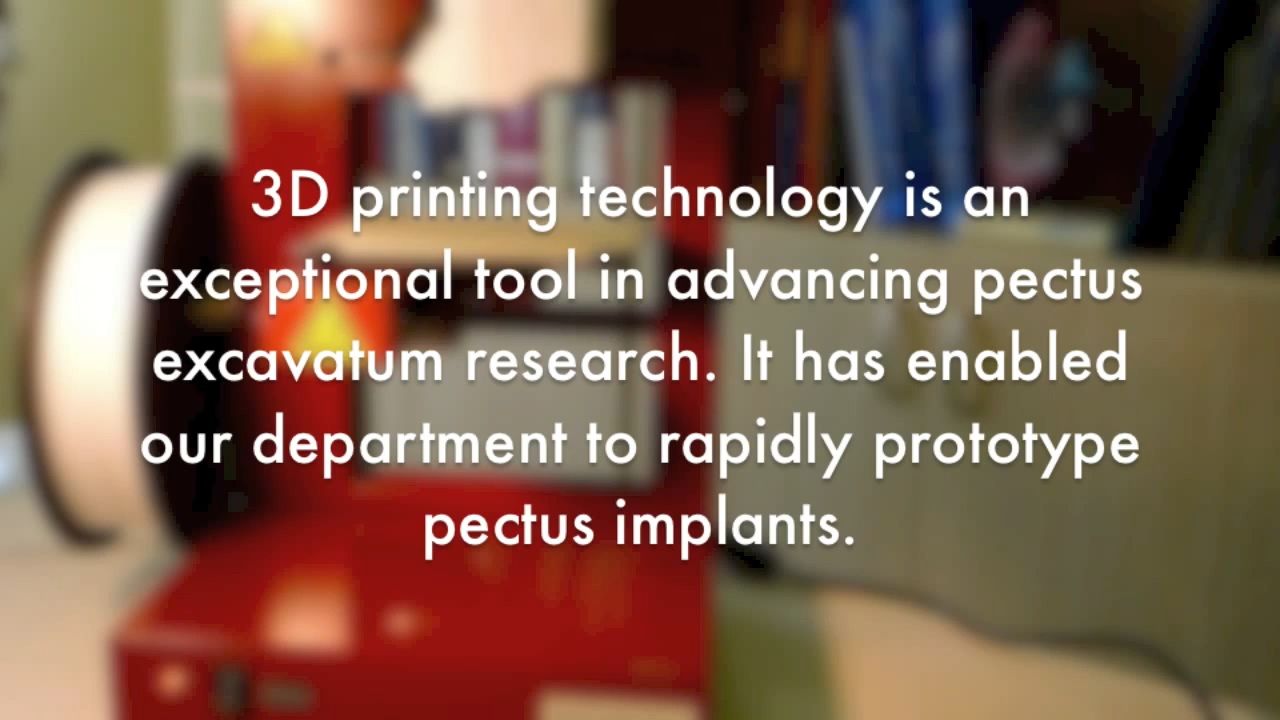 3D printing technology is an
exceptional tool in advancing pectus
excavatum research. It has enabled
our department to rapidly prototype
pectus implants.